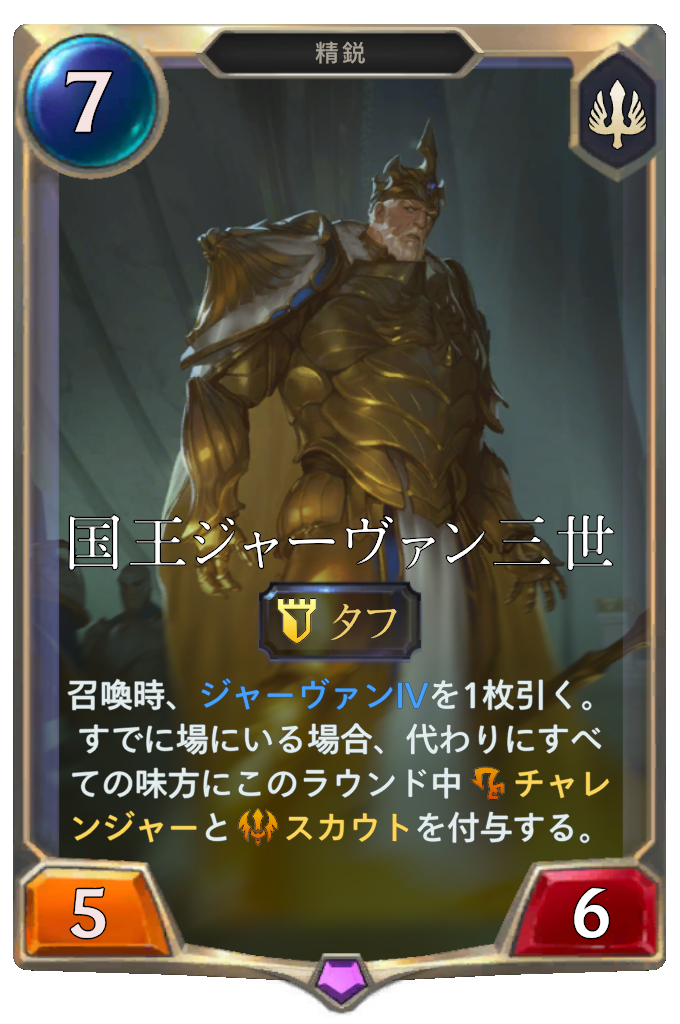 7
精鋭
国王ジャーヴァン三世
タフ
召喚時、ジャーヴァンIVを1枚引く。
すでに場にいる場合、代わりにすべ
ての味方にこのラウンド中チャレ
ンジャーとスカウトを付与する。
5
6